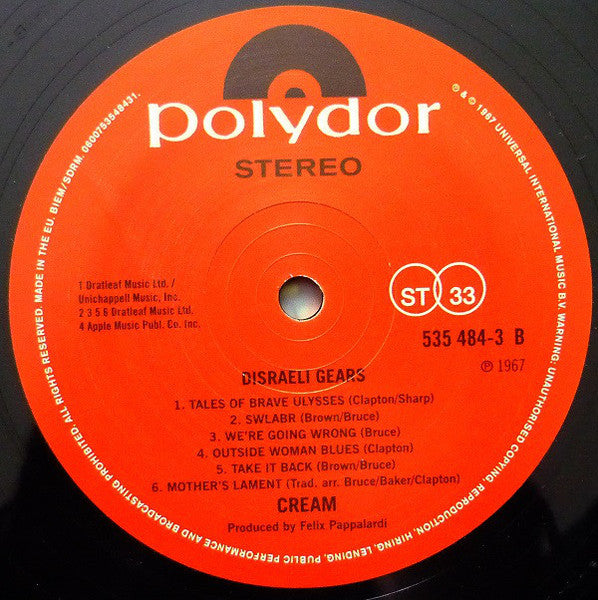 polydor
STEREO
1 Dratleaf Music Ltd. /
Unichappell Music, Inc.
2 3 5 6 Dratleaf Music Ltd.
4 Apple Music Publ. Co. Inc.
ST 33
535 484-3 B
℗ 1967
DISRAELI GEARS
1. TALES OF BRAVE ULYSSES (Clapton/Sharp)
2. SWLABR (Brown/Bruce)
3. WE'RE GOING WRONG (Bruce)
4. OUTSIDE WOMAN BLUES (Clapton)
5. TAKE IT BACK (Brown/Bruce)
6. MOTHER'S LAMENT (Trad. arr. Bruce/Baker/Clapton)
CREAM
Produced by Felix Pappalardi
℗ & © 1967 UNIVERSAL INTERNATIONAL MUSIC B.V. WARNING: UNAUTHORISED COPYING, REPRODUCTION, HIRING, LENDING, PUBLIC PERFORMANCE AND BROADCASTING PROHIBITED. ALL RIGHTS RESERVED. MADE IN THE EU. BIEM/SDRM. 0600753548431.